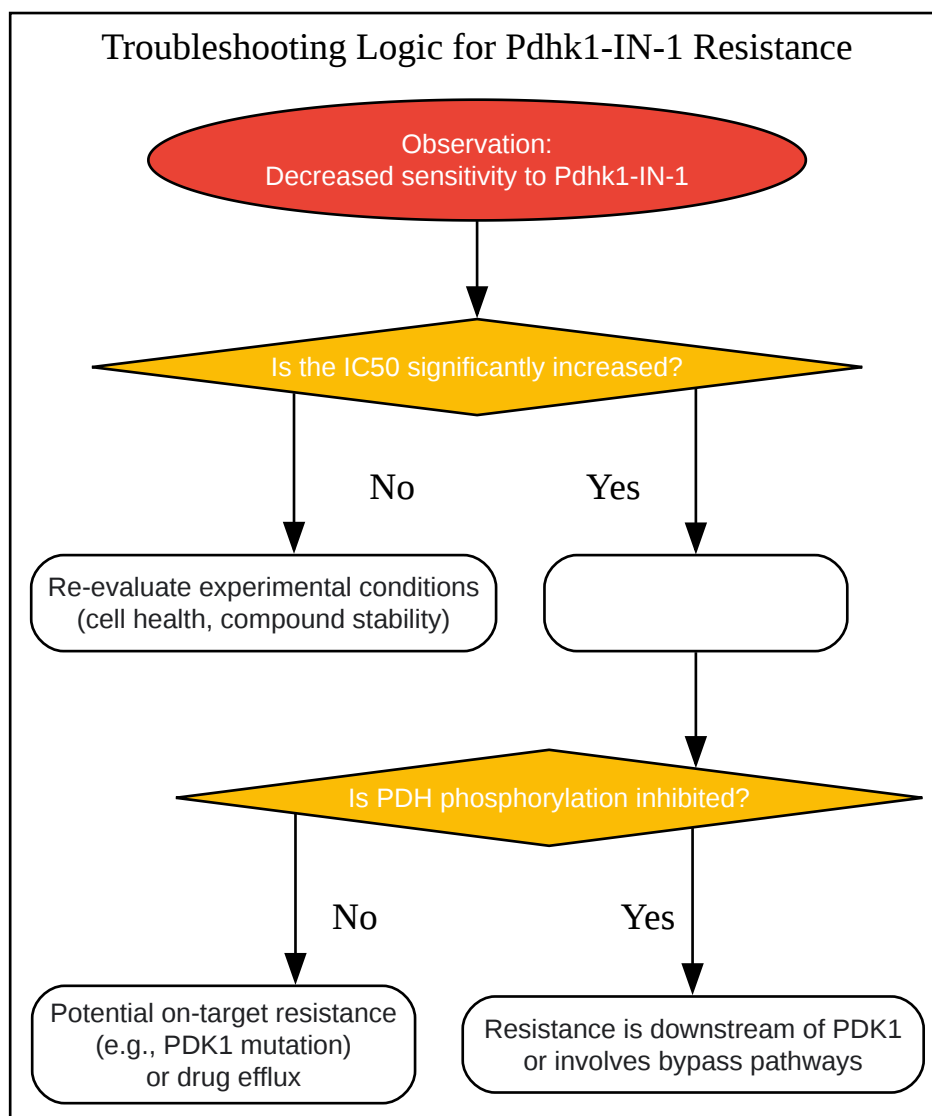 Troubleshooting Logic for Pdhk1-IN-1 Resistance
Observation:
Decreased sensitivity to Pdhk1-IN-1
Is the IC50 significantly increased?
No
Yes
Re-evaluate experimental conditions
(cell health, compound stability)
Is PDH phosphorylation inhibited?
No
Yes
Potential on-target resistance
(e.g., PDK1 mutation)
or drug efflux
Resistance is downstream of PDK1
or involves bypass pathways